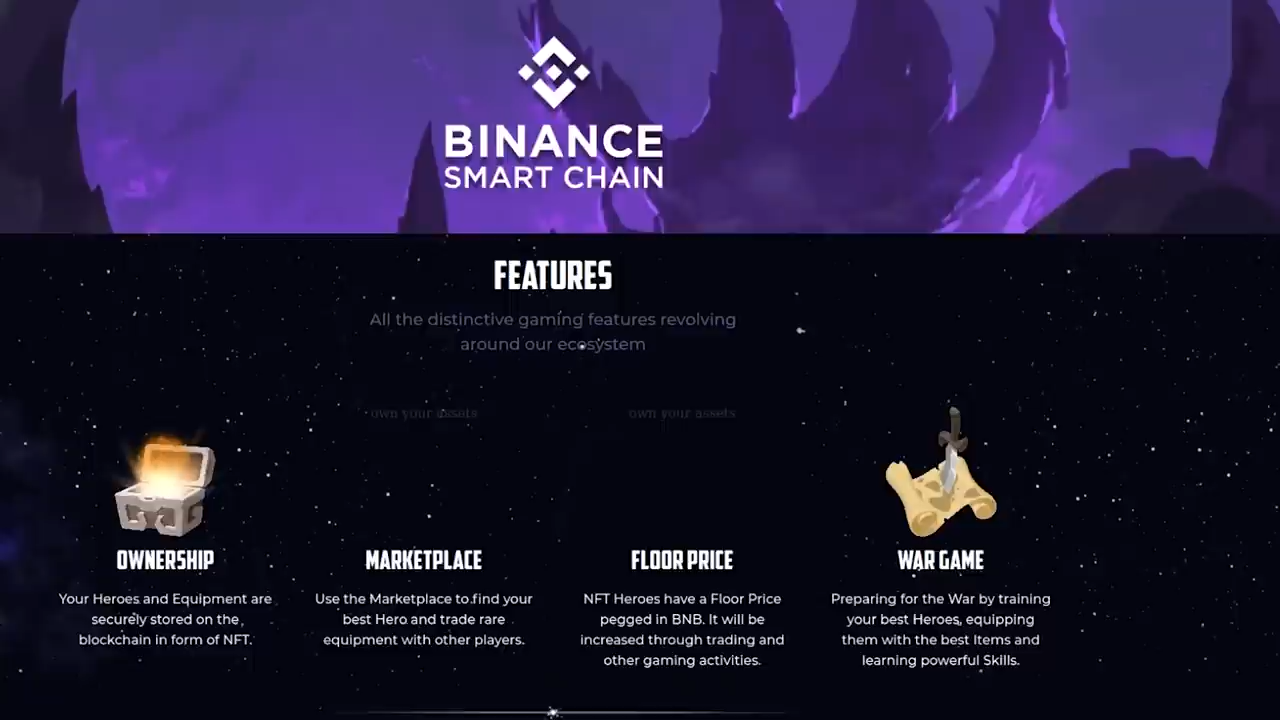 BINANCE
SMART CHAIN
FEATURES
All the distinctive gaming features revolving
around our ecosystem
own your assets
own your assets
OWNERSHIP
Your Heroes and Equipment are
securely stored on the
blockchain in form of NFT.
MARKETPLACE
Use the Marketplace to find your
best Hero and trade rare
equipment with other players.
FLOOR PRICE
NFT Heroes have a Floor Price
pegged in BNB. It will be
increased through trading and
other gaming activities.
WAR GAME
Preparing for the War by training
your best Heroes, equipping
them with the best Items and
learning powerful Skills.